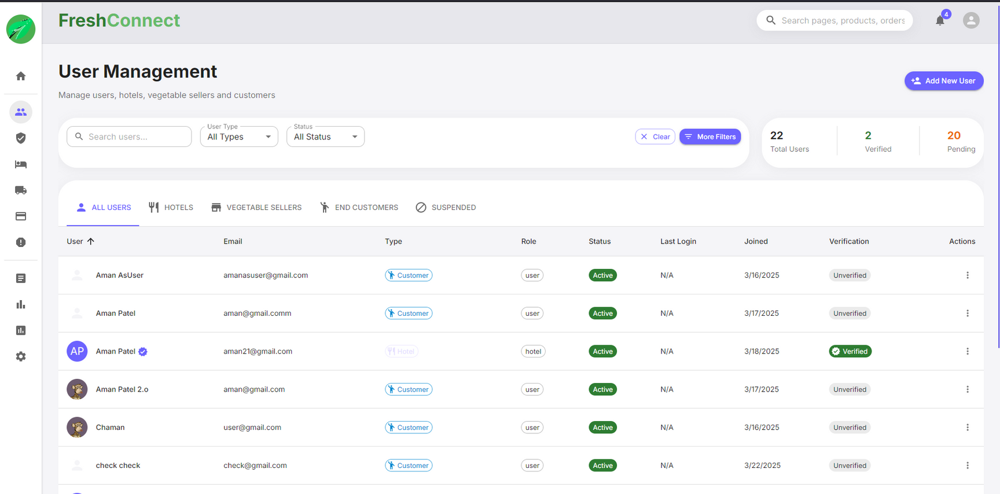 FreshConnect
Search pages, products, orders
4
User Management
Manage users, hotels, vegetable sellers and customers
Add New User
Search users...
User Type
All Types
Status
All Status
Clear
More Filters
22
Total Users
2
Verified
20
Pending
ALL USERS HOTELS VEGETABLE SELLERS END CUSTOMERS SUSPENDED
User Email Type Role Status Last Login Joined Verification Actions
Aman AsUser amanasuser@gmail.com Customer user Active N/A 3/16/2025 Unverified
Aman Patel aman@gmail.comm Customer user Active N/A 3/17/2025 Unverified
AP Aman Patel aman21@gmail.com Hotel hotel Active N/A 3/18/2025 Verified
Aman Patel 2.o aman@gmail.com Customer user Active N/A 3/17/2025 Unverified
Chaman user@gmail.com Customer user Active N/A 3/16/2025 Unverified
check check check@gmail.com Customer user Active N/A 3/22/2025 Unverified